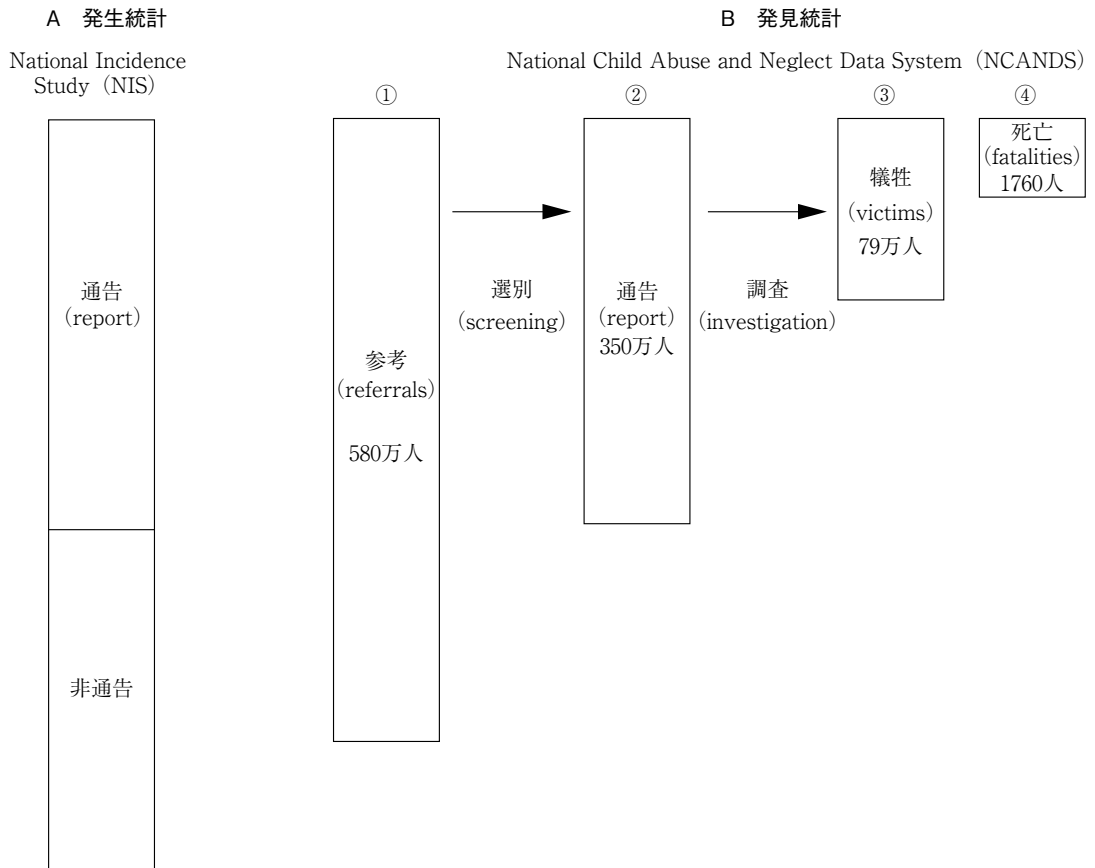 A 発生統計
National Incidence
Study（NIS）
通告
(report)
非通告
B 発見統計
National Child Abuse and Neglect Data System（NCANDS）
①
参考
(referrals)
580万人
選別
(screening)
②
通告
(report)
350万人
調査
(investigation)
③
犠牲
(victims)
79万人
④
死亡
(fatalities)
1760人